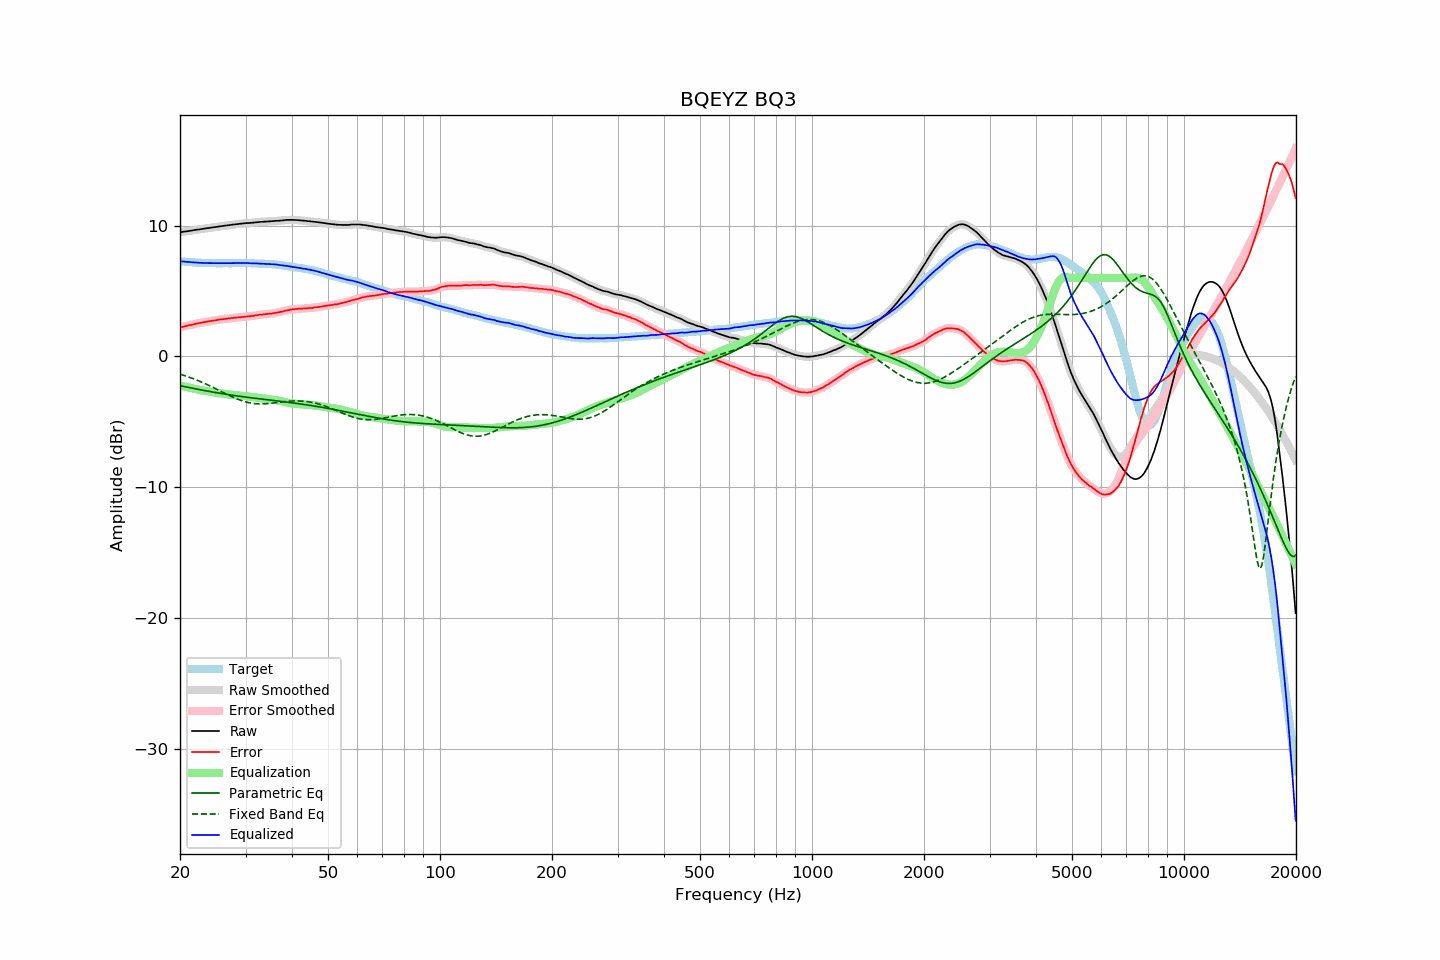 BQEYZ BQ3
Amplitude (dBr)
10
0
−10
−20
−30
Target
Raw Smoothed
Error Smoothed
Raw
Error
Equalization
Parametric Eq
Fixed Band Eq
Equalized
20 50 100 200 500 1000 2000 5000 10000 20000
Frequency (Hz)